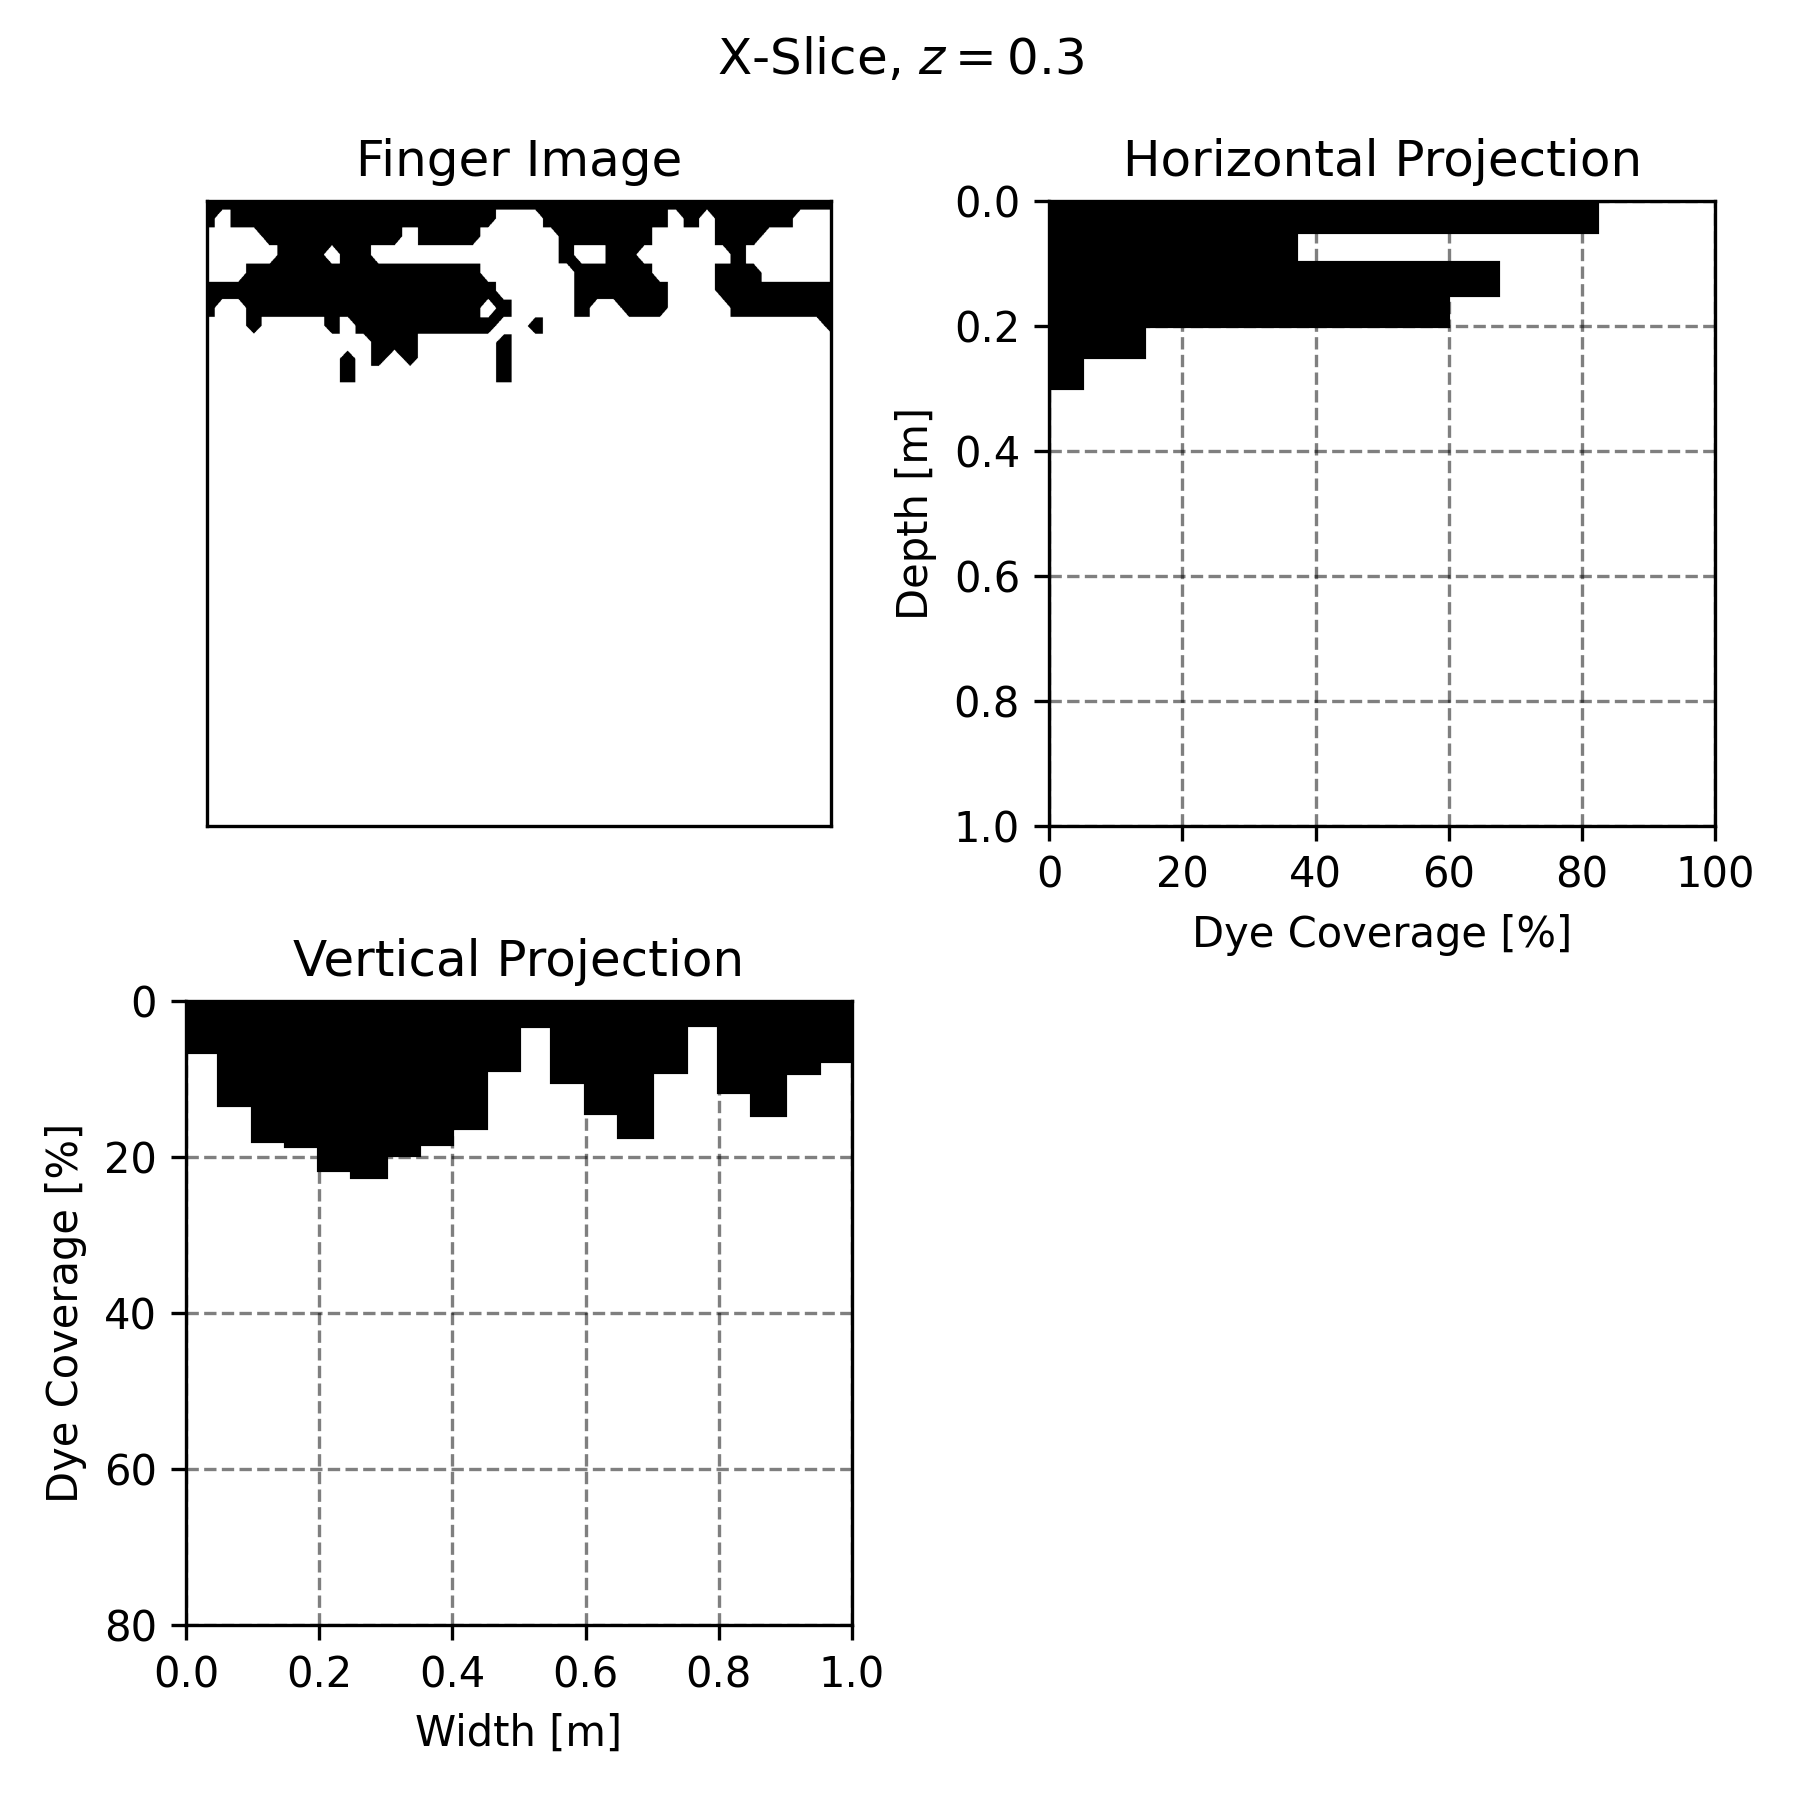 X-Slice, z = 0.3
Finger Image
Horizontal Projection
0.0
0.2
0.4
0.6
0.8
1.0
Depth [m]
0 20 40 60 80 100
Dye Coverage [%]
Vertical Projection
0
20
40
60
80
Dye Coverage [%]
0.0 0.2 0.4 0.6 0.8 1.0
Width [m]